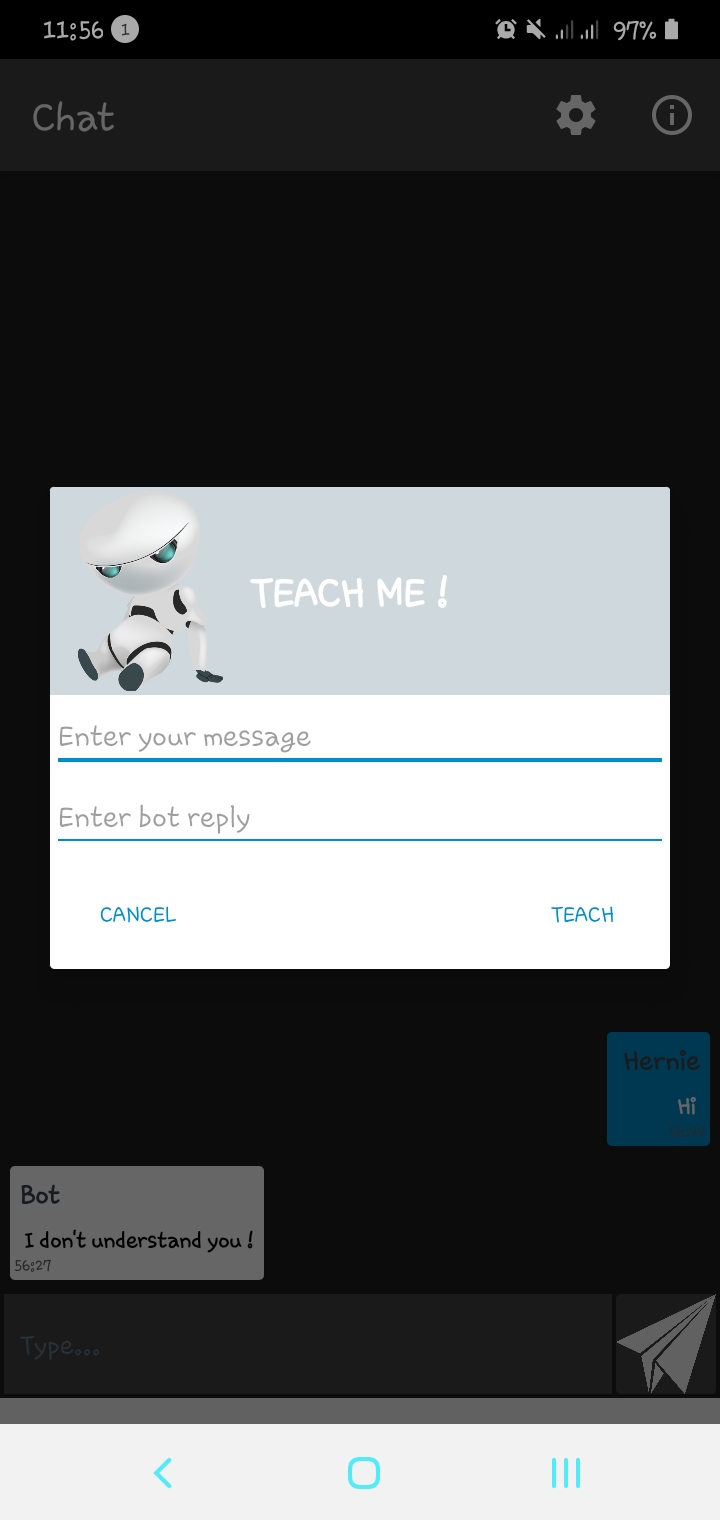 11:56 1 97%
Chat
TEACH ME !
Enter your message
Enter bot reply
CANCEL TEACH
Hernie
Hi
Bot
I don't understand you !
56:27
Type...